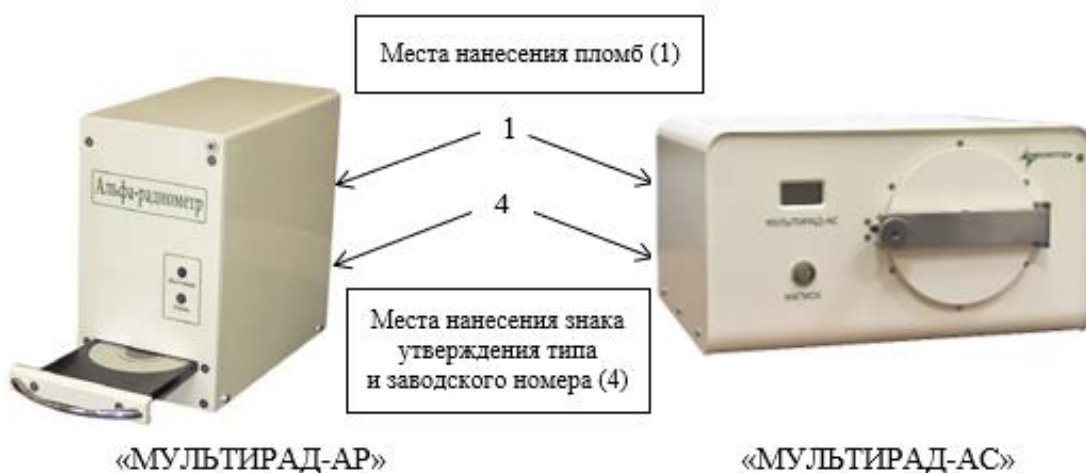 Места нанесения пломб (1)
1
4
Альфа-радиометр
МУЛЬТИРАД-АС
Места нанесения знака
утверждения типа
и заводского номера (4)
«МУЛЬТИРАД-АР»
«МУЛЬТИРАД-АС»